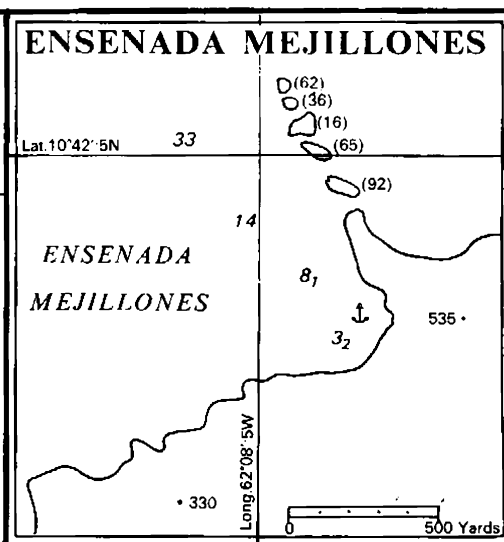 ENSENADA MEJILLONES
(62)
(36)
(16)
Lat.10°42'·5N
33
(65)
(92)
14
ENSENADA
MEJILLONES
8₁
535
3₂
Long.62°08'·5W
330
0 500 Yards